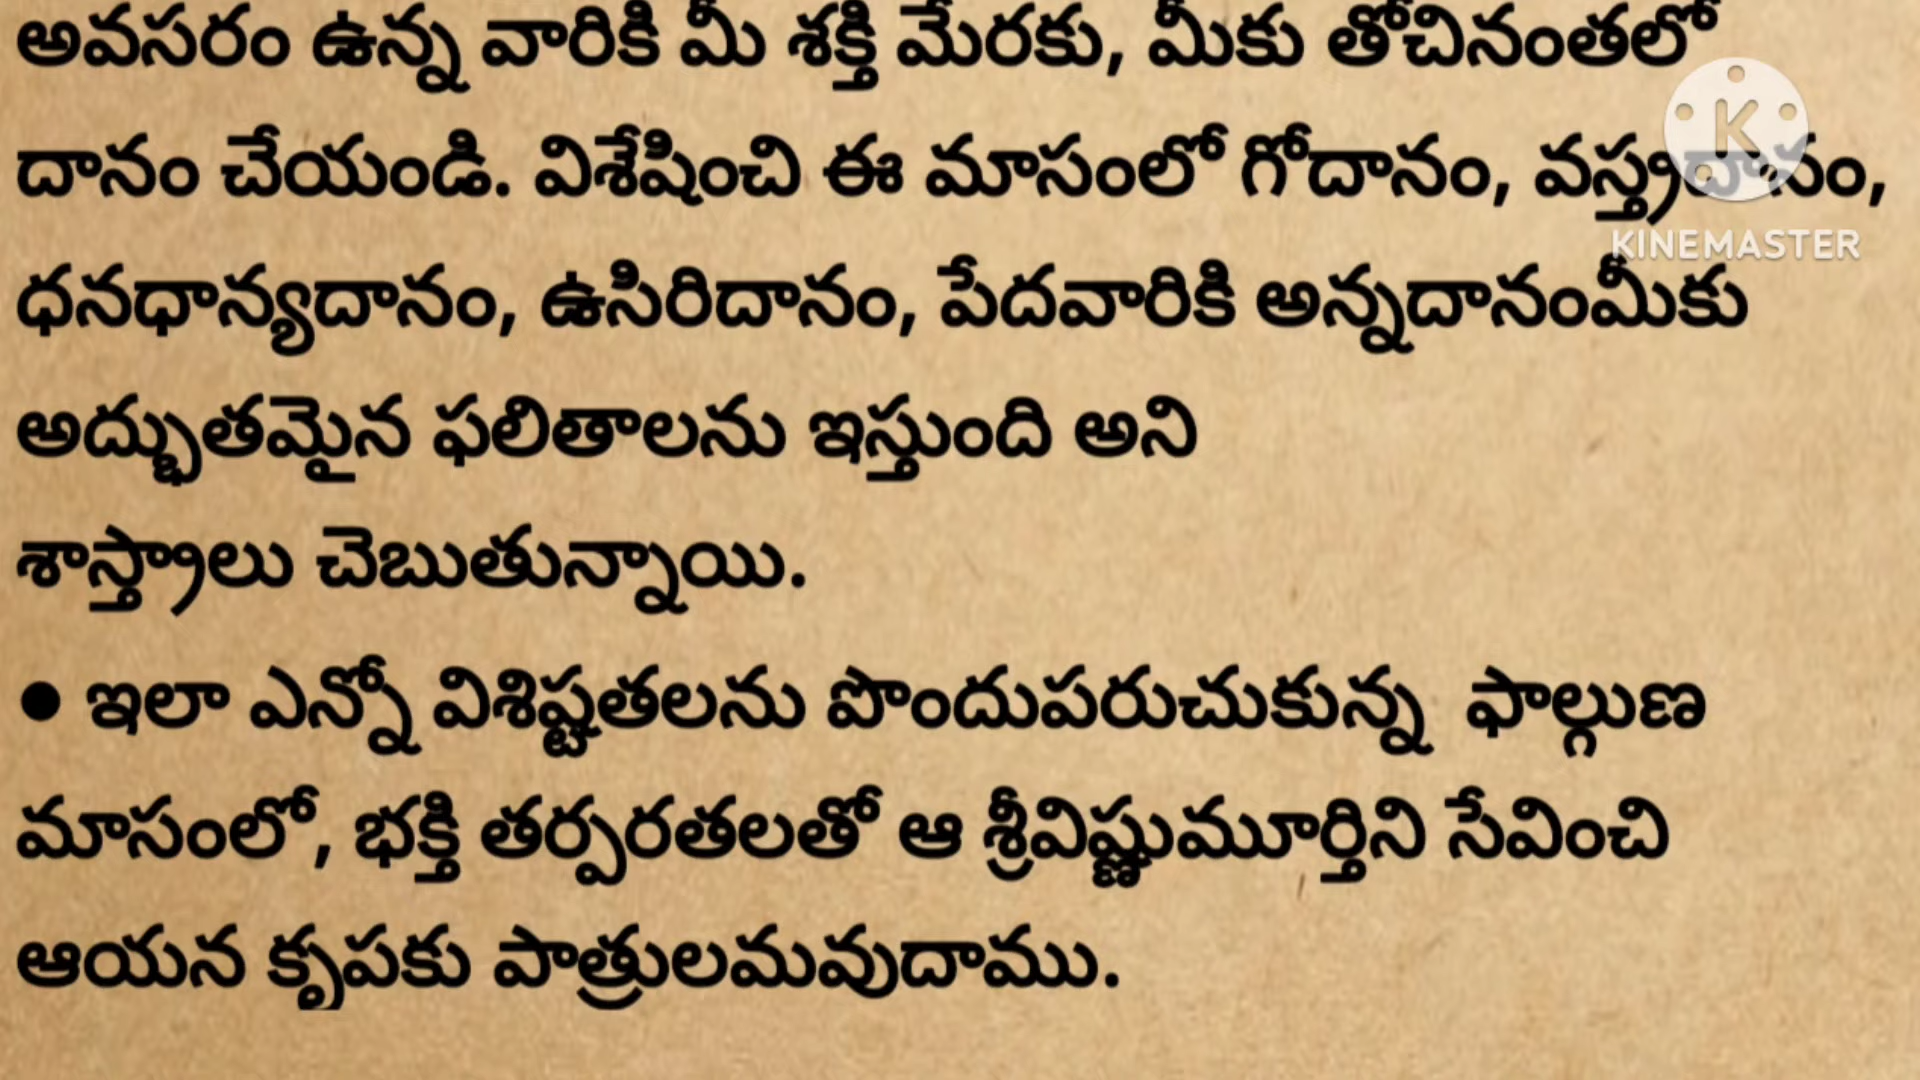 అవసరం ఉన్న వారికి మీ శక్తి మేరకు, మీకు తోచినంతలో
దానం చేయండి. విశేషించి ఈ మాసంలో గోదానం, వస్త్రదానం,
KINEMASTER
ధనధాన్యదానం, ఉసిరిదానం, పేదవారికి అన్నదానంమీకు
అద్భుతమైన ఫలితాలను ఇస్తుంది అని
శాస్త్రాలు చెబుతున్నాయి.
● ఇలా ఎన్నో విశిష్టతలను పొందుపరుచుకున్న ఫాల్గుణ
మాసంలో, భక్తి తర్పరతలతో ఆ శ్రీవిష్ణుమూర్తిని సేవించి
ఆయన కృపకు పాత్రులమవుదాము.